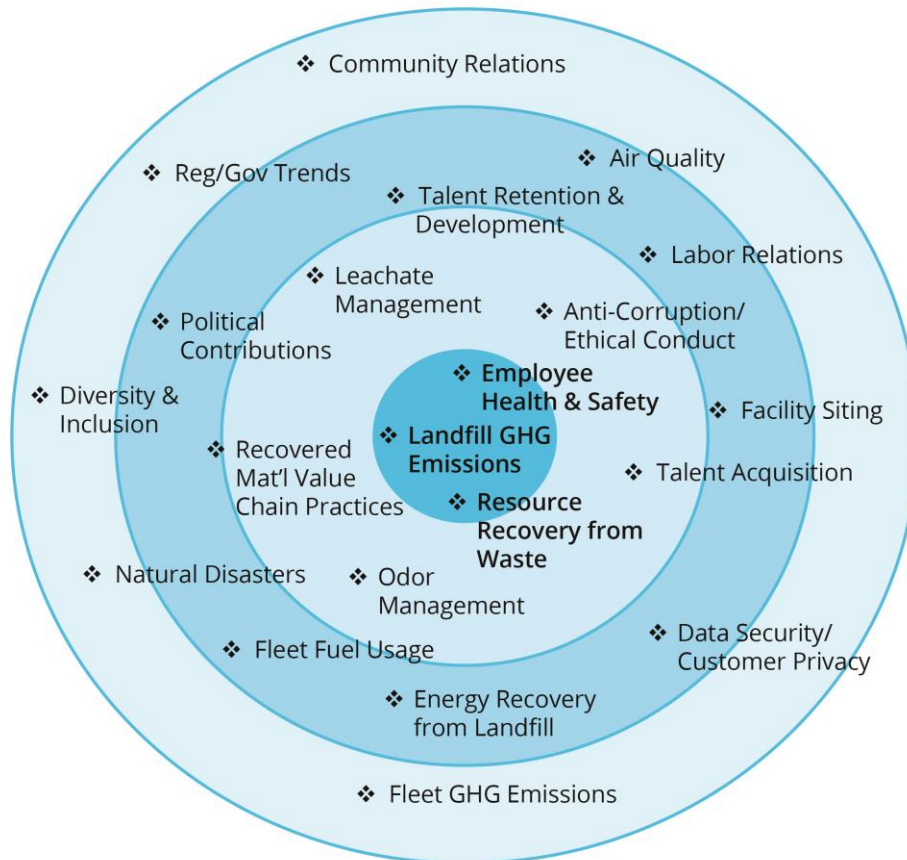 ❖ Community Relations
❖ Air Quality
❖ Reg/Gov Trends
❖ Talent Retention &
Development
❖ Labor Relations
❖ Leachate
Management
❖ Anti-Corruption/
Ethical Conduct
❖ Political
Contributions
❖ Employee
Health & Safety
❖ Diversity &
Inclusion
❖ Facility Siting
❖ Landfill GHG
Emissions
❖ Recovered
Mat'l Value
Chain Practices
❖ Talent Acquisition
❖ Resource
Recovery from
Waste
❖ Natural Disasters
❖ Odor
Management
❖ Data Security/
Customer Privacy
❖ Fleet Fuel Usage
❖ Energy Recovery
from Landfill
❖ Fleet GHG Emissions